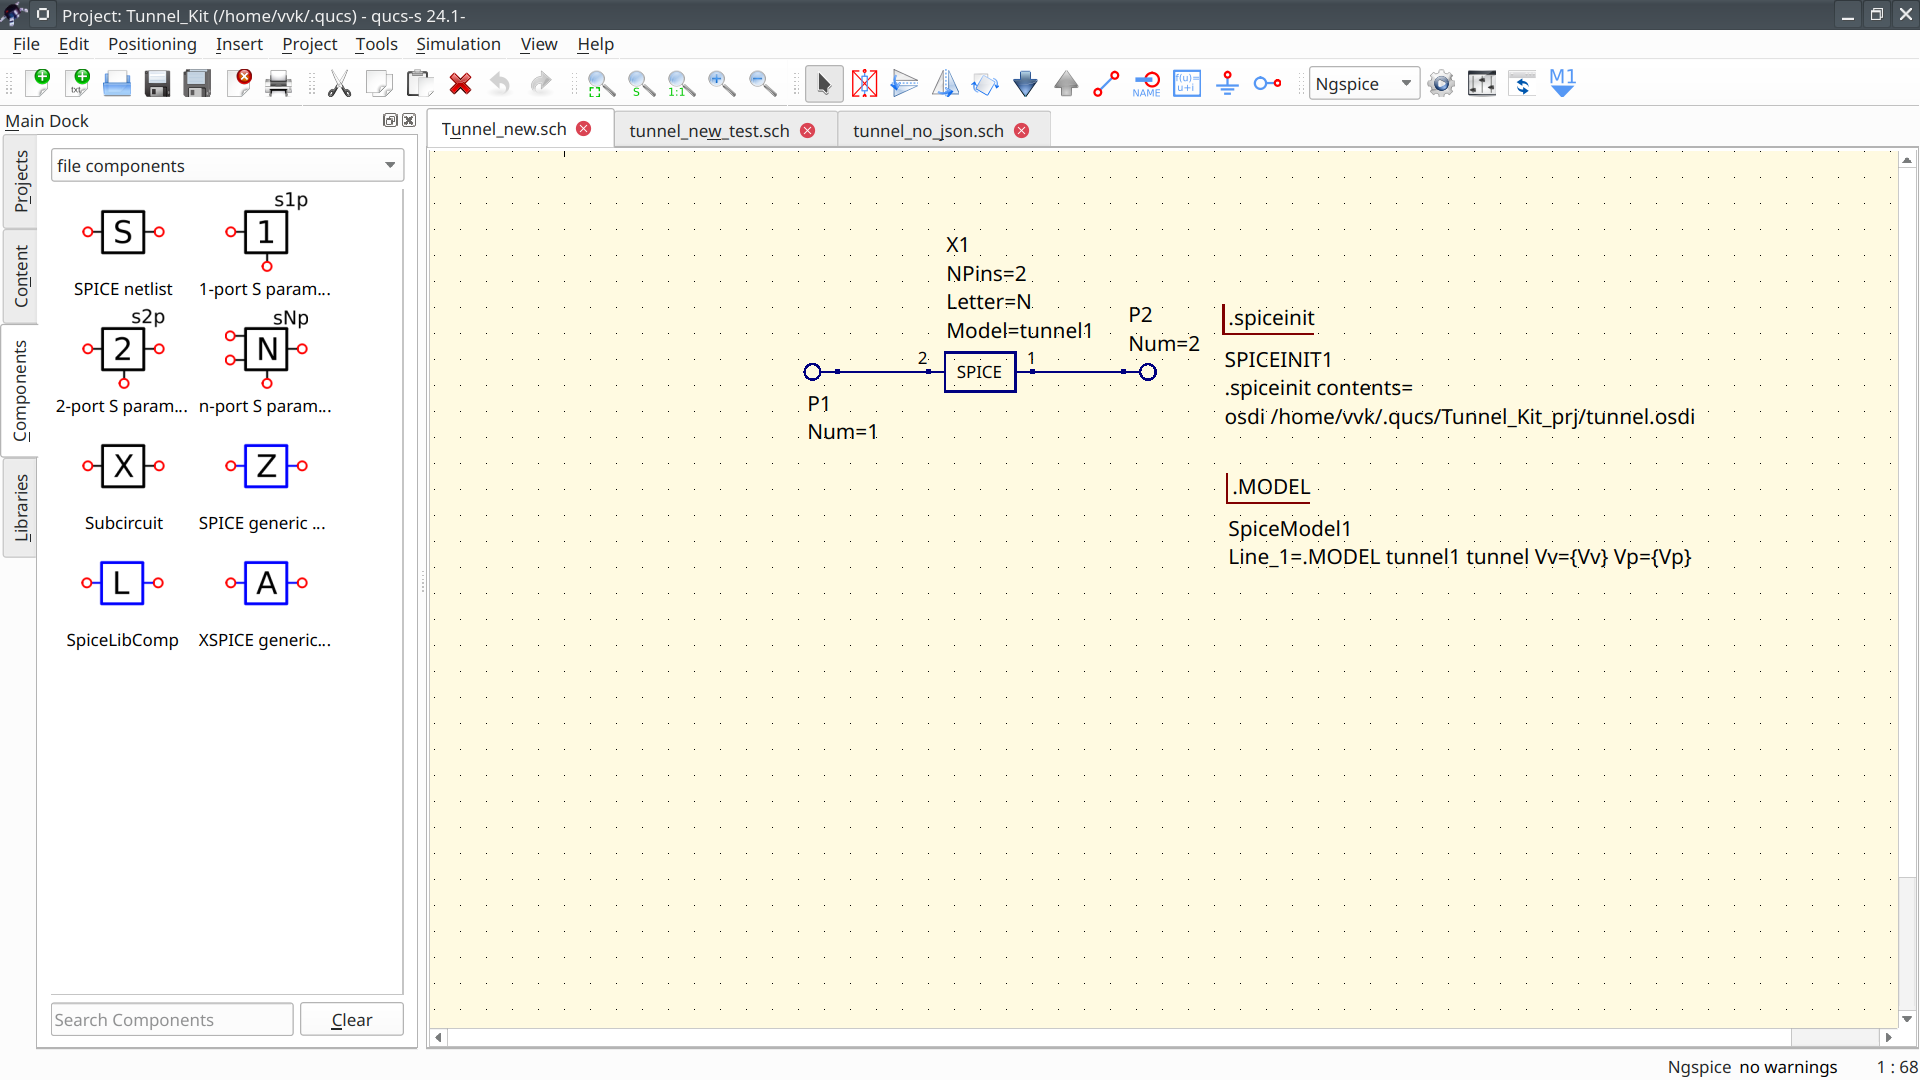 Project: Tunnel_Kit (/home/vvk/.qucs) - qucs-s 24.1-
File Edit Positioning Insert Project Tools Simulation View Help
txt
S
1:1
NAME
f(u)=
u+i
Ngspice
M1
Main Dock
Tunnel_new.sch
tunnel_new_test.sch
tunnel_no_json.sch
Projects
Content
Components
Libraries
file components
S
SPICE netlist
s1p
1
1-port S param...
s2p
2
2-port S param...
sNp
N
n-port S param...
X
Subcircuit
Z
SPICE generic ...
L
SpiceLibComp
A
XSPICE generic...
Search Components
Clear
X1
NPins=2
Letter=N
Model=tunnel1
2
SPICE
1
P1
Num=1
P2
Num=2
.spiceinit
SPICEINIT1
.spiceinit contents=
osdi /home/vvk/.qucs/Tunnel_Kit_prj/tunnel.osdi
.MODEL
SpiceModel1
Line_1=.MODEL tunnel1 tunnel Vv={Vv} Vp={Vp}
Ngspice no warnings
1 : 68